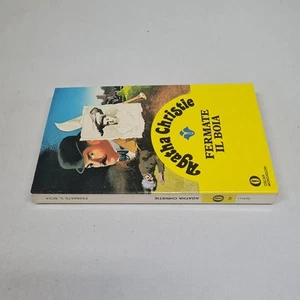 Agatha Christie
FERMATE
IL BOIA
FERMATE IL BOIA
AGATHA CHRISTIE